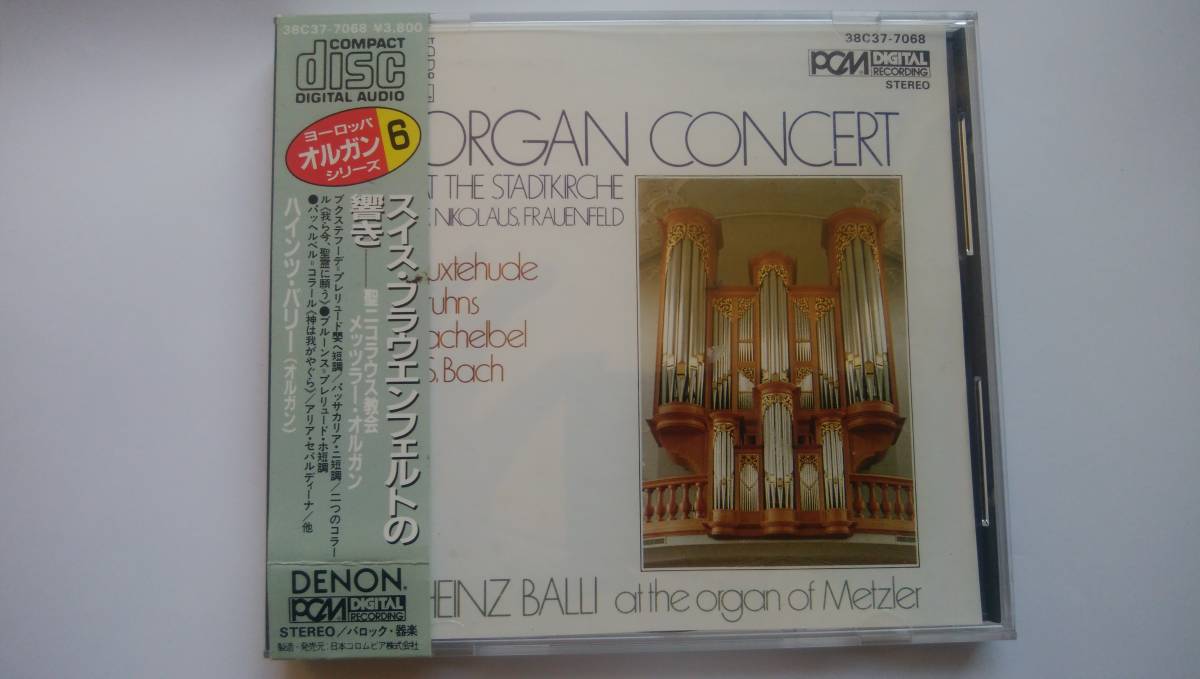 38C37-7068 ¥3,800
COMPACT
disc
DIGITAL AUDIO
ヨーロッパ
オルガン
シリーズ
6
スイス・フラウエンフェルトの
響き──聖ニコラウス教会
メッツラー・オルガン
ブクステフーデ=プレリュード嬰ヘ短調/パッサカリア・ニ短調/二つのコラー
ル《我ら今、聖霊に願う》●ブルーンス=プレリュード・ホ短調
●パッヘルベル=コラール《神は我がやぐら》/アリア・セバルディーナ/他
ハインツ・バリー〈オルガン〉
DENON
PCM DIGITAL
RECORDING
STEREO/バロック・器楽
製造・発売元:日本コロムビア株式会社
38C37-7068
PCM DIGITAL
RECORDING
STEREO
ORGAN CONCERT
AT THE STADTKIRCHE
NIKOLAUS, FRAUENFELD
uxtehude
ruhns
achelbel
S. Bach
HEINZ BALLI at the organ of Metzler